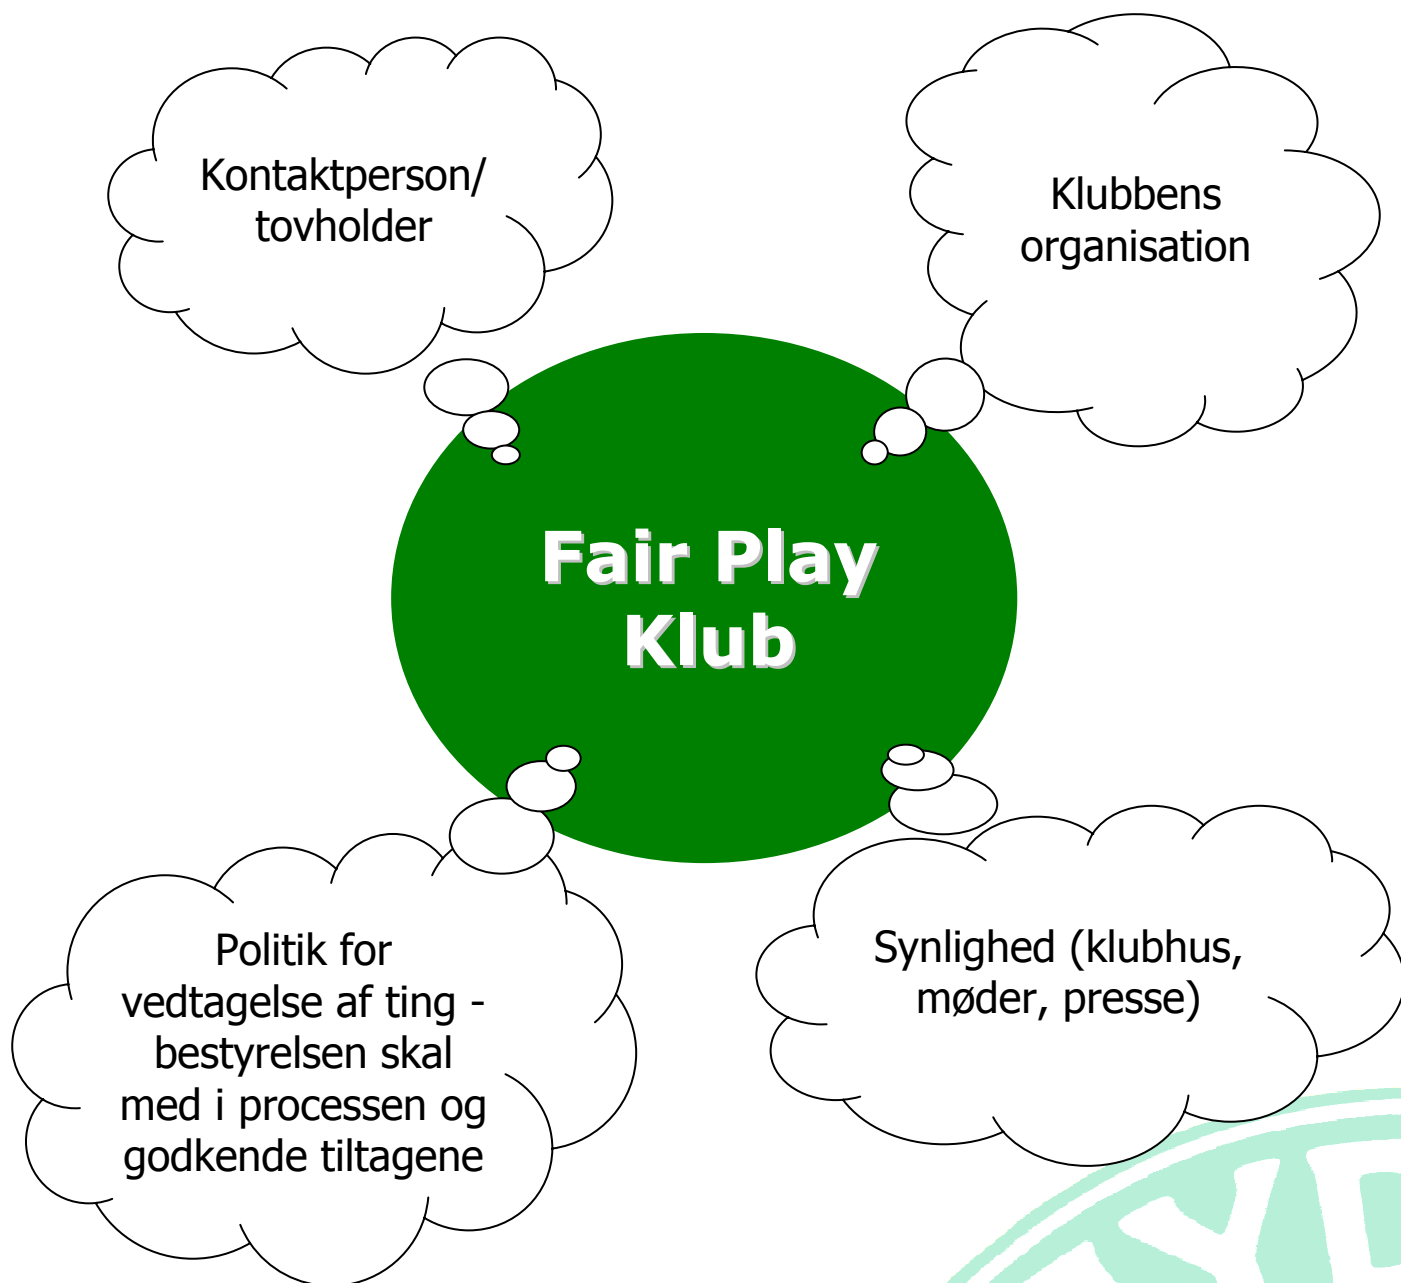 Kontaktperson/
tovholder
Klubbens
organisation
Fair Play
Klub
Politik for
vedtagelse af ting -
bestyrelsen skal
med i processen og
godkende tiltagene
Synlighed (klubhus,
møder, presse)